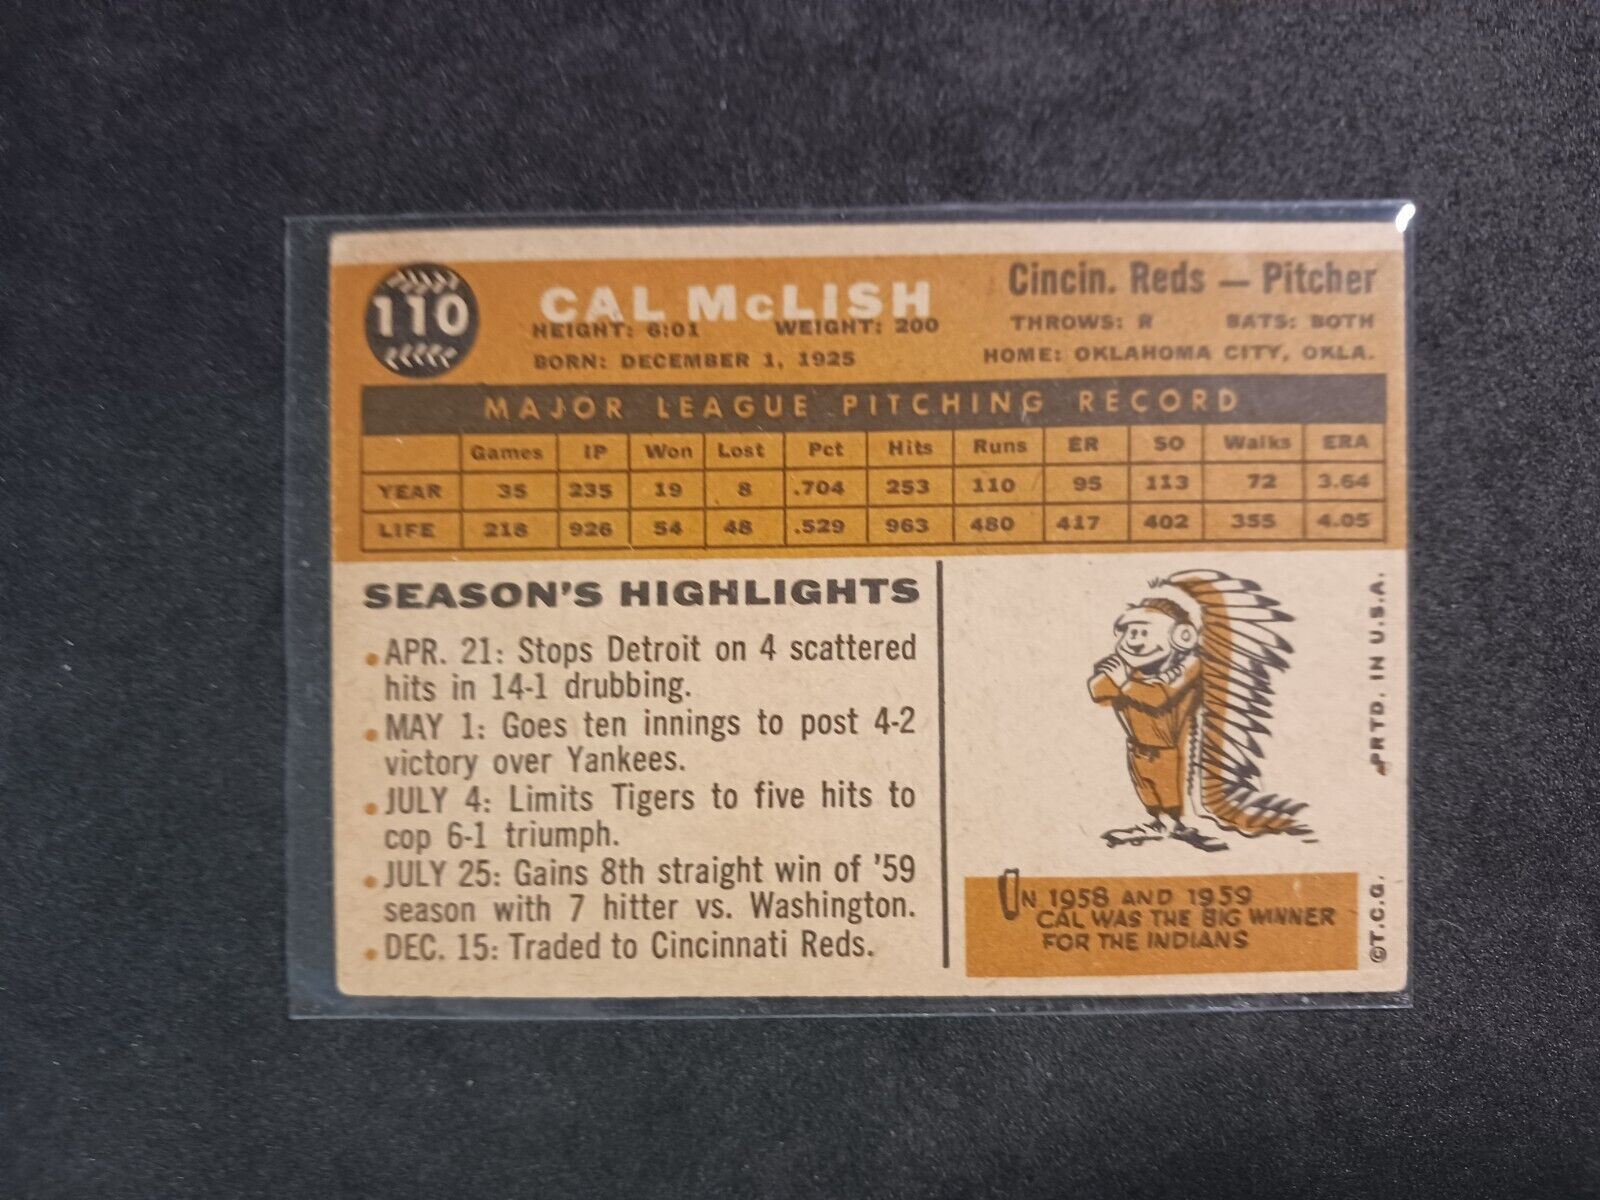 110
CAL McLISH
Cincin. Reds — Pitcher
HEIGHT: 6:01 WEIGHT: 200
THROWS: R BATS: BOTH
BORN: DECEMBER 1, 1925
HOME: OKLAHOMA CITY, OKLA.
MAJOR LEAGUE PITCHING RECORD
Games IP Won Lost Pct Hits Runs ER SO Walks ERA
YEAR 35 235 19 8 .704 253 110 95 113 72 3.64
LIFE 218 926 54 48 .529 963 480 417 402 355 4.05
SEASON'S HIGHLIGHTS
• APR. 21: Stops Detroit on 4 scattered
hits in 14-1 drubbing.
• MAY 1: Goes ten innings to post 4-2
victory over Yankees.
• JULY 4: Limits Tigers to five hits to
cop 6-1 triumph.
• JULY 25: Gains 8th straight win of '59
season with 7 hitter vs. Washington.
• DEC. 15: Traded to Cincinnati Reds.
IN 1958 AND 1959
CAL WAS THE BIG WINNER
FOR THE INDIANS
©T.C.G. PRTD. IN U.S.A.